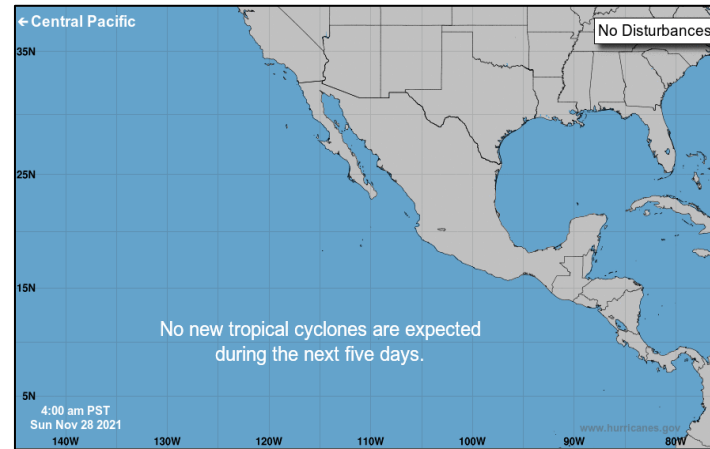 ← Central Pacific
No Disturbances
35N
25N
15N
No new tropical cyclones are expected
during the next five days.
5N
4:00 am PST
Sun Nov 28 2021
www.hurricanes.gov
140W 130W 120W 110W 100W 90W 80W